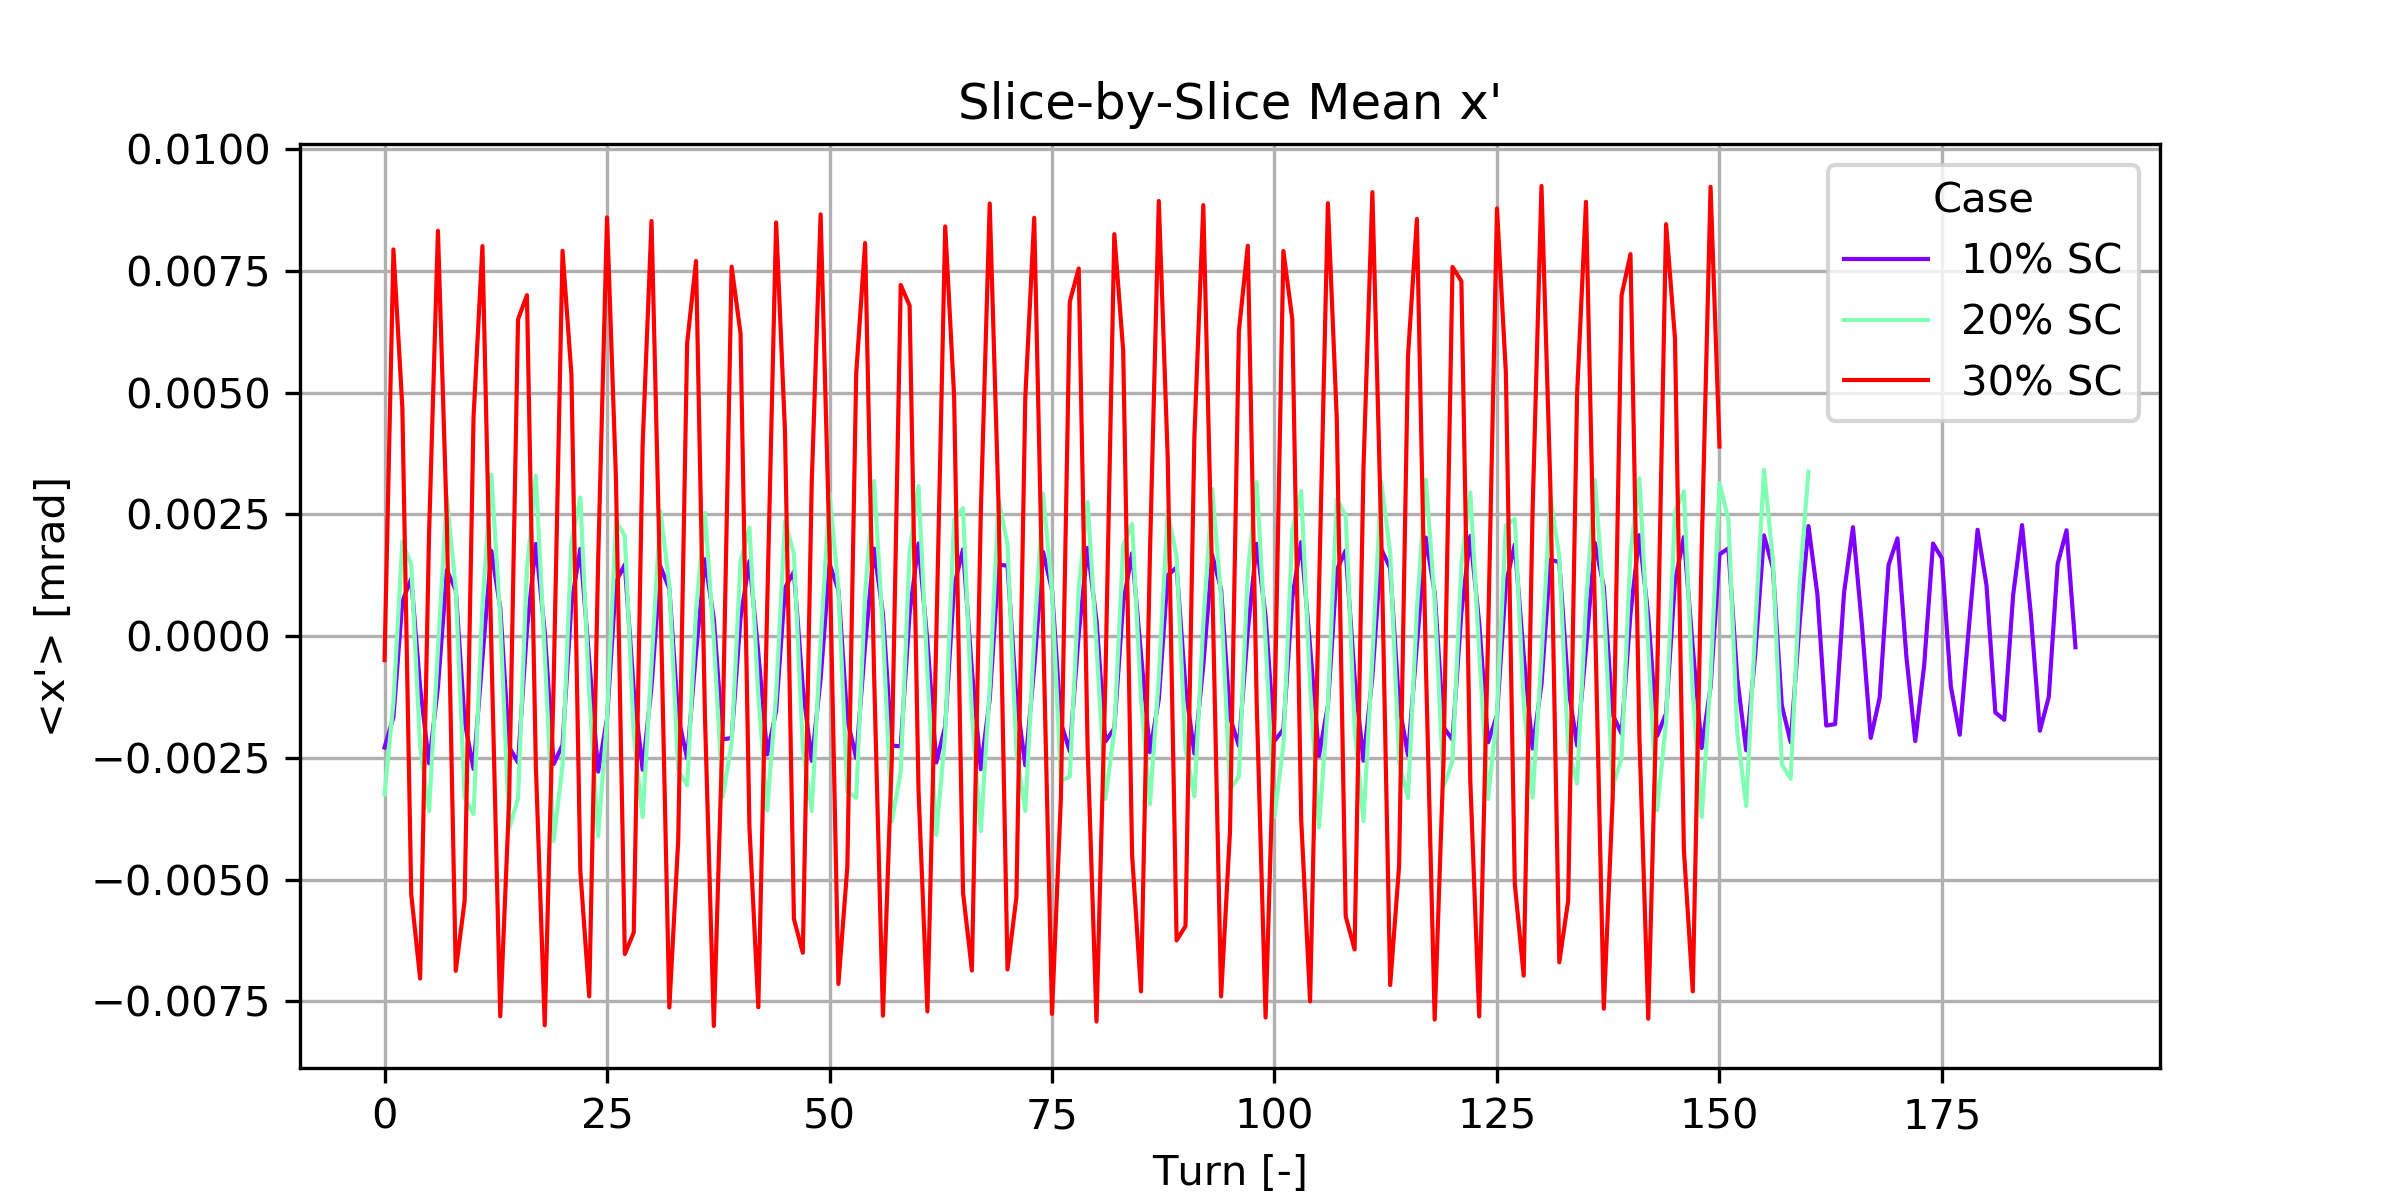 Slice-by-Slice Mean x'
0.0100
0.0075
0.0050
0.0025
0.0000
−0.0025
−0.0050
−0.0075
<x'> [mrad]
Case
10% SC
20% SC
30% SC
0 25 50 75 100 125 150 175
Turn [-]